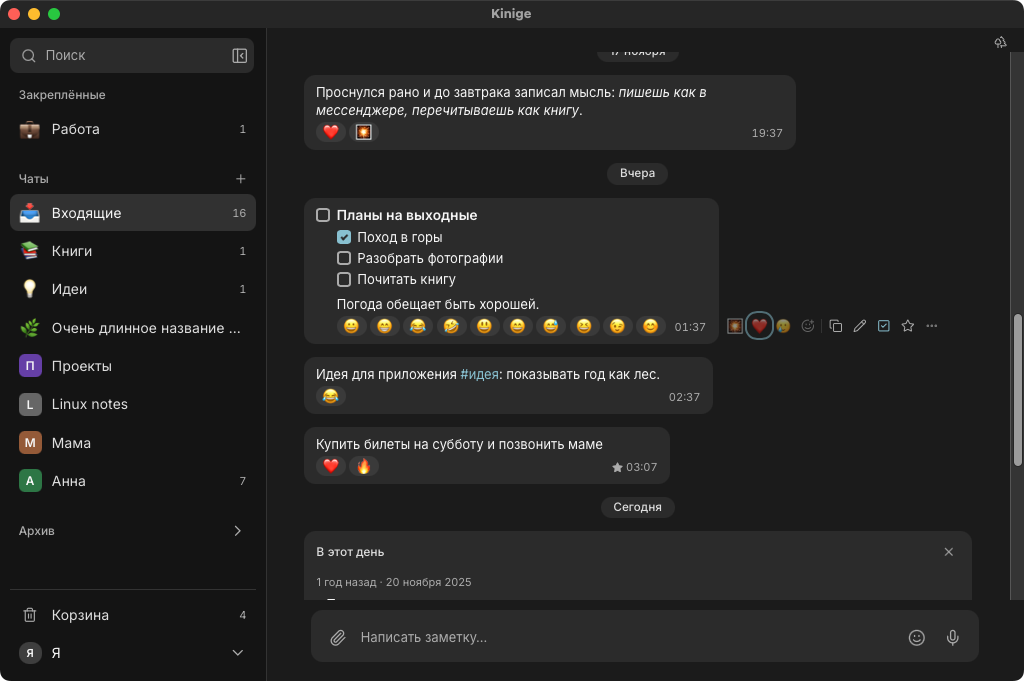 Kinige
Поиск
Закреплённые
Работа 1
Чаты
Входящие 16
Книги 1
Идеи 1
Очень длинное название ...
П Проекты
L Linux notes
М Мама
А Анна 7
Архив
Корзина 4
Я Я
17 ноября
Проснулся рано и до завтрака записал мысль: пишешь как в
мессенджере, перечитываешь как книгу.
19:37
Вчера
Планы на выходные
Поход в горы
Разобрать фотографии
Почитать книгу
Погода обещает быть хорошей.
01:37
Идея для приложения #идея: показывать год как лес.
02:37
Купить билеты на субботу и позвонить маме
03:07
Сегодня
В этот день
1 год назад · 20 ноября 2025
Написать заметку...